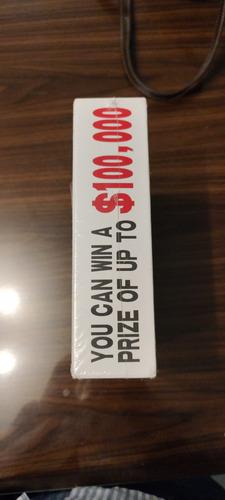 YOU CAN WIN A
PRIZE OF UP TO $100,000